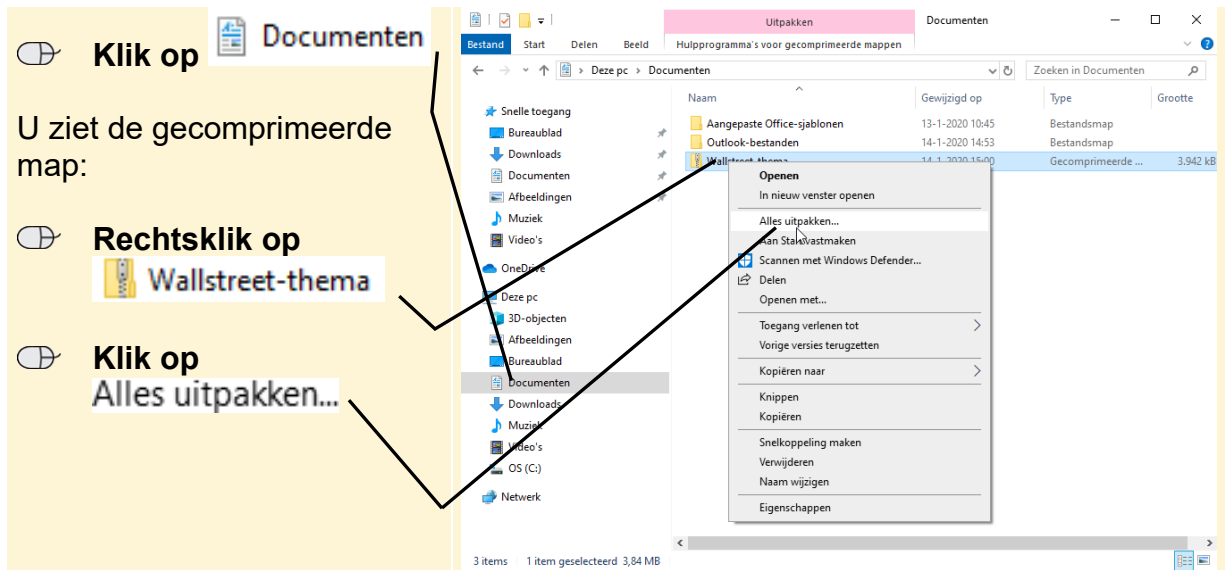 Klik op Documenten
U ziet de gecomprimeerde
map:
Rechtsklik op
Wallstreet-thema
Klik op
Alles uitpakken...
Uitpakken
Documenten
Bestand Start Delen Beeld Hulpprogramma's voor gecomprimeerde mappen
Deze pc > Documenten
Zoeken in Documenten
Naam Gewijzigd op Type Grootte
Snelle toegang
Bureaublad
Downloads
Documenten
Afbeeldingen
Muziek
Video's
OneDrive
Deze pc
3D-objecten
Afbeeldingen
Bureaublad
Documenten
Downloads
Muziek
Video's
OS (C:)
Netwerk
Aangepaste Office-sjablonen 13-1-2020 10:45 Bestandsmap
Outlook-bestanden 14-1-2020 14:53 Bestandsmap
Wallstreet-thema 14-1-2020 15:00 Gecomprimeerde ... 3.942 kB
Openen
In nieuw venster openen
Alles uitpakken...
Aan Start vastmaken
Scannen met Windows Defender...
Delen
Openen met...
Toegang verlenen tot
Vorige versies terugzetten
Kopiëren naar
Knippen
Kopiëren
Snelkoppeling maken
Verwijderen
Naam wijzigen
Eigenschappen
3 items 1 item geselecteerd 3,84 MB